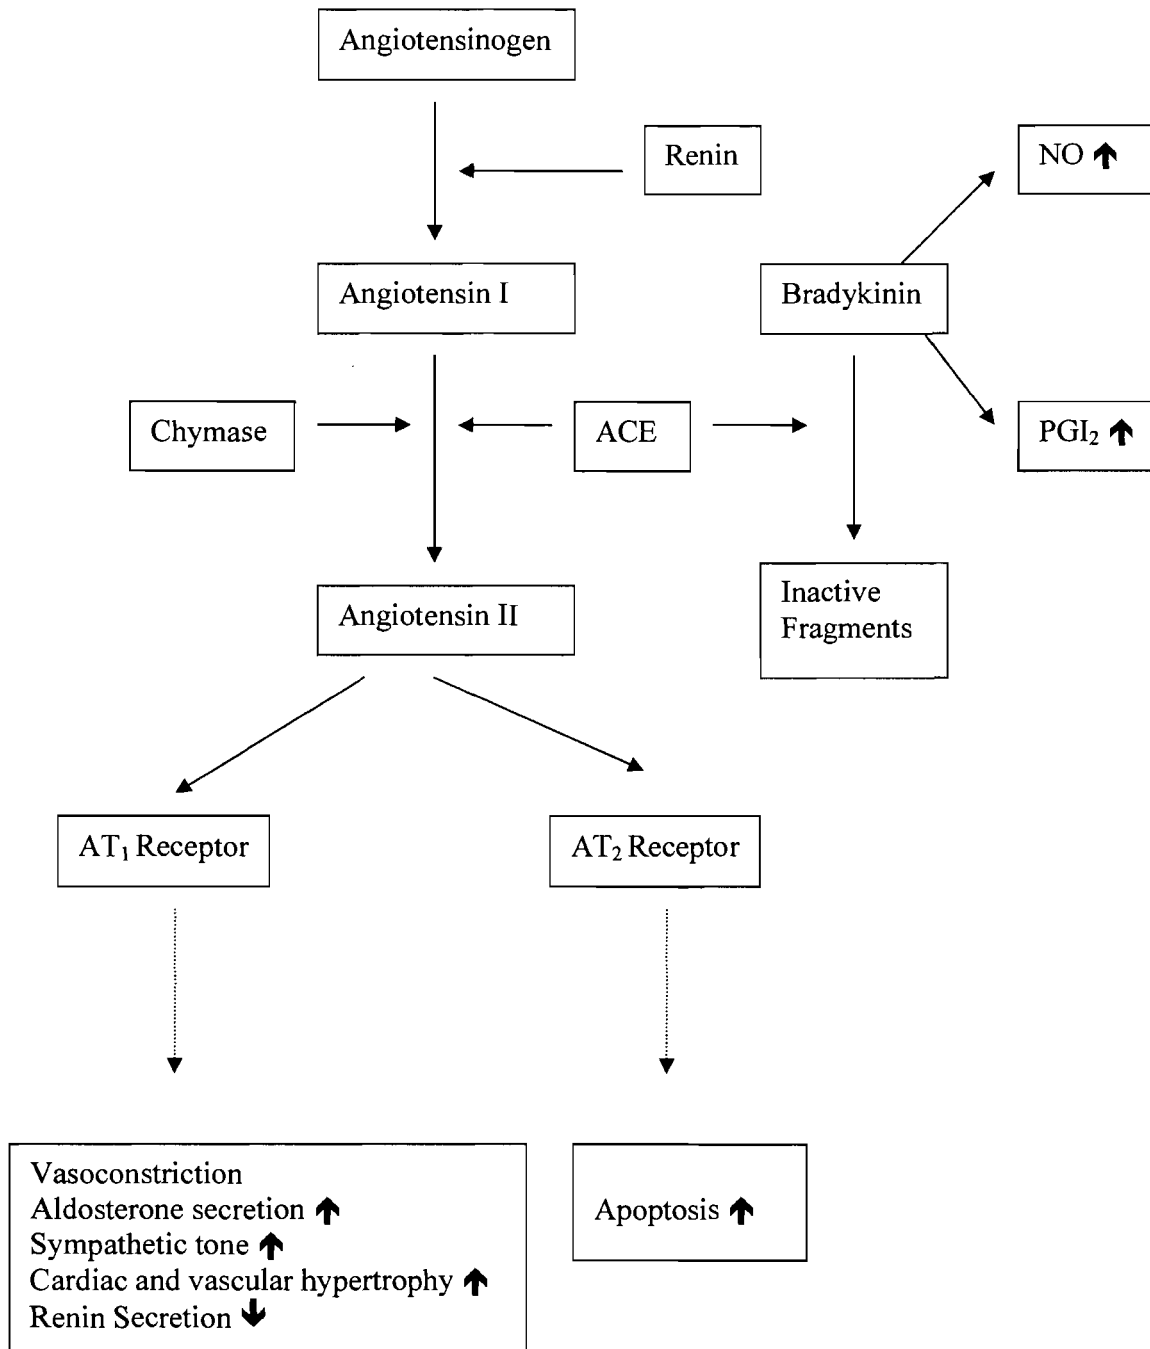 Angiotensinogen
Renin
NO ↑
Angiotensin I
Bradykinin
Chymase
ACE
PGI₂ ↑
Angiotensin II
Inactive
Fragments
AT₁ Receptor
AT₂ Receptor
Vasoconstriction
Aldosterone secretion ↑
Sympathetic tone ↑
Cardiac and vascular hypertrophy ↑
Renin Secretion ↓
Apoptosis ↑